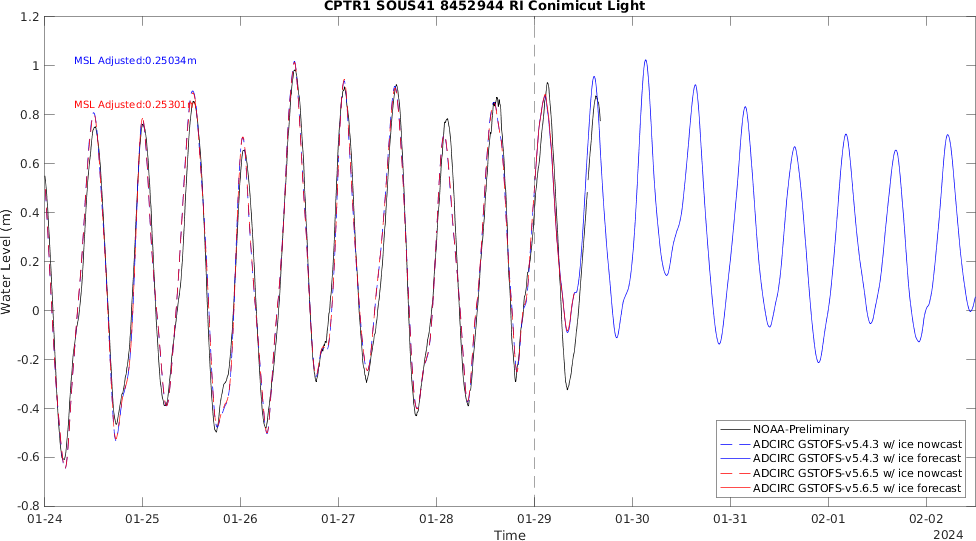 CPTR1 SOUS41 8452944 RI Conimicut Light
1.2
1
0.8
0.6
0.4
0.2
0
-0.2
-0.4
-0.6
-0.8
Water Level (m)
MSL Adjusted:0.25034m
MSL Adjusted:0.25301m
NOAA-Preliminary
ADCIRC GSTOFS-v5.4.3 w/ ice nowcast
ADCIRC GSTOFS-v5.4.3 w/ ice forecast
ADCIRC GSTOFS-v5.6.5 w/ ice nowcast
ADCIRC GSTOFS-v5.6.5 w/ ice forecast
01-24 01-25 01-26 01-27 01-28 01-29 01-30 01-31 02-01 02-02
Time
2024